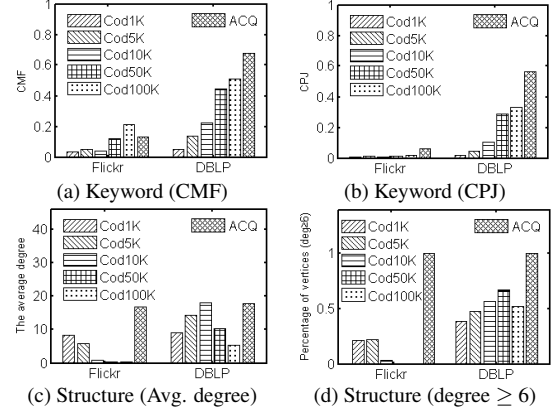 Cod1K
Cod5K
Cod10K
Cod50K
Cod100K
ACQ
CMF
1
0.8
0.6
0.4
0.2
0
Flickr
DBLP
(a) Keyword (CMF)
Cod1K
Cod5K
Cod10K
Cod50K
Cod100K
ACQ
CPJ
1
0.8
0.6
0.4
0.2
0
Flickr
DBLP
(b) Keyword (CPJ)
Cod1K
Cod5K
Cod10K
Cod50K
Cod100K
ACQ
The average degree
40
30
20
10
0
Flickr
DBLP
(c) Structure (Avg. degree)
Cod1K
Cod5K
Cod10K
Cod50K
Cod100K
ACQ
Percentage of vertices (deg≥6)
1
0.5
0
Flickr
DBLP
(d) Structure (degree ≥ 6)